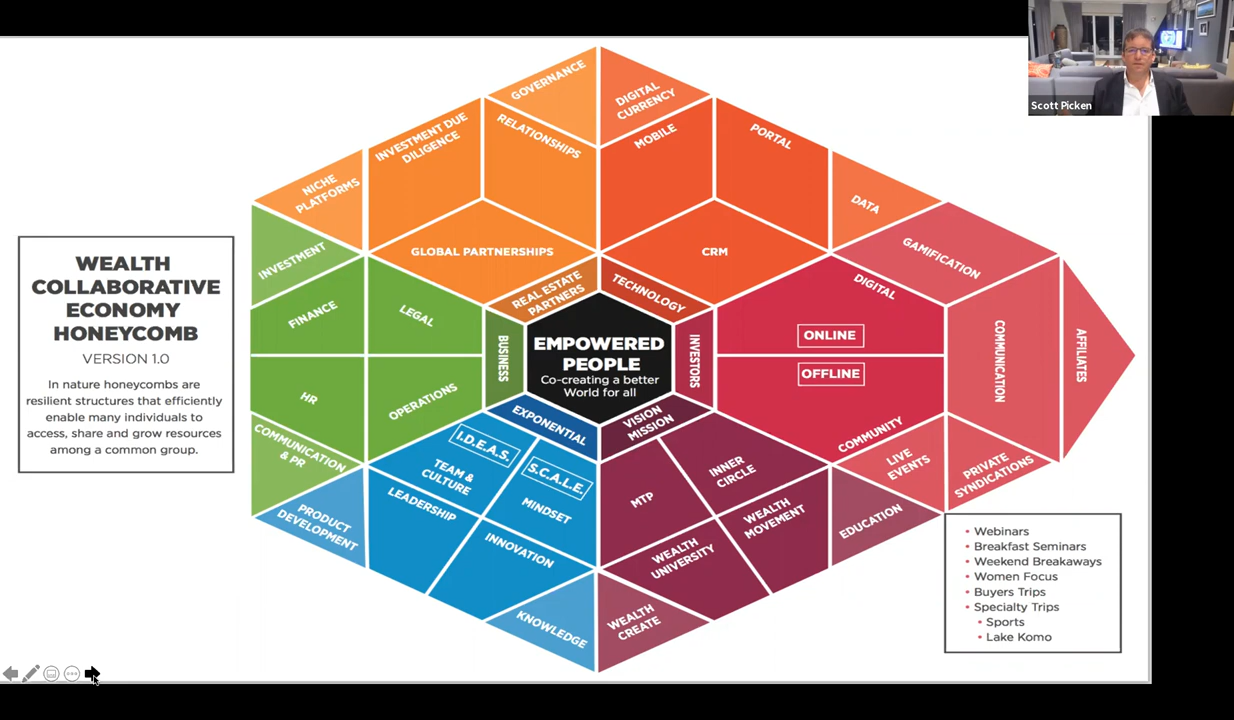 Scott Picken
WEALTH
COLLABORATIVE
ECONOMY
HONEYCOMB
VERSION 1.0
In nature honeycombs are
resilient structures that efficiently
enable many individuals to
access, share and grow resources
among a common group.
GOVERNANCE
DIGITAL
CURRENCY
INVESTMENT DUE
DILIGENCE
RELATIONSHIPS
MOBILE
PORTAL
NICHE
PLATFORMS
DATA
INVESTMENT
GLOBAL PARTNERSHIPS
CRM
GAMIFICATION
REAL ESTATE
PARTNERS
TECHNOLOGY
DIGITAL
FINANCE
LEGAL
BUSINESS
EMPOWERED
PEOPLE
Co-creating a better
World for all
INVESTORS
ONLINE
OFFLINE
COMMUNICATION
AFFILIATES
HR
OPERATIONS
EXPONENTIAL
VISION
MISSION
COMMUNITY
COMMUNICATION
& PR
I.D.E.A.S.
TEAM &
CULTURE
S.C.A.L.E.
MINDSET
MTP
INNER
CIRCLE
LIVE
EVENTS
PRIVATE
SYNDICATIONS
PRODUCT
DEVELOPMENT
LEADERSHIP
INNOVATION
WEALTH
UNIVERSITY
WEALTH
MOVEMENT
EDUCATION
KNOWLEDGE
WEALTH
CREATE
• Webinars
• Breakfast Seminars
• Weekend Breakaways
• Women Focus
• Buyers Trips
• Specialty Trips
• Sports
• Lake Komo